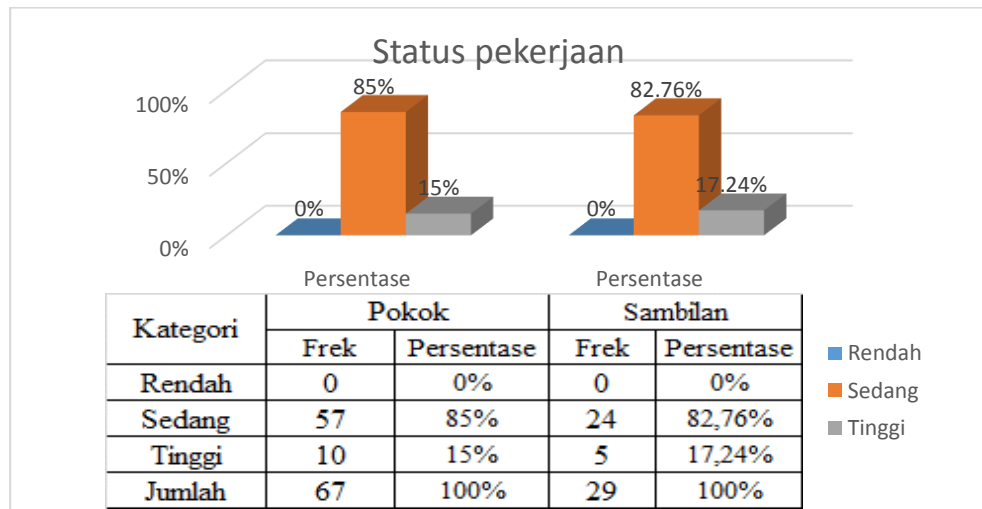 Status pekerjaan
85%
82.76%
100%
50%
15%
17.24%
0%
0%
0%
Persentase
Persentase
Kategori Pokok Sambilan
Frek Persentase Frek Persentase
Rendah 0 0% 0 0%
Sedang 57 85% 24 82,76%
Tinggi 10 15% 5 17,24%
Jumlah 67 100% 29 100%
Rendah
Sedang
Tinggi